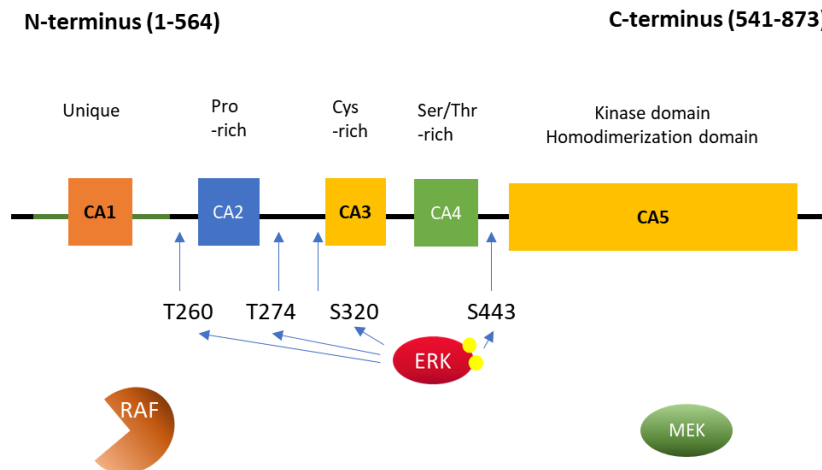 N-terminus (1-564)
C-terminus (541-873)
Unique
Pro
-rich
Cys
-rich
Ser/Thr
-rich
Kinase domain
Homodimerization domain
CA1
CA2
CA3
CA4
CA5
T260
T274
S320
S443
ERK
RAF
MEK